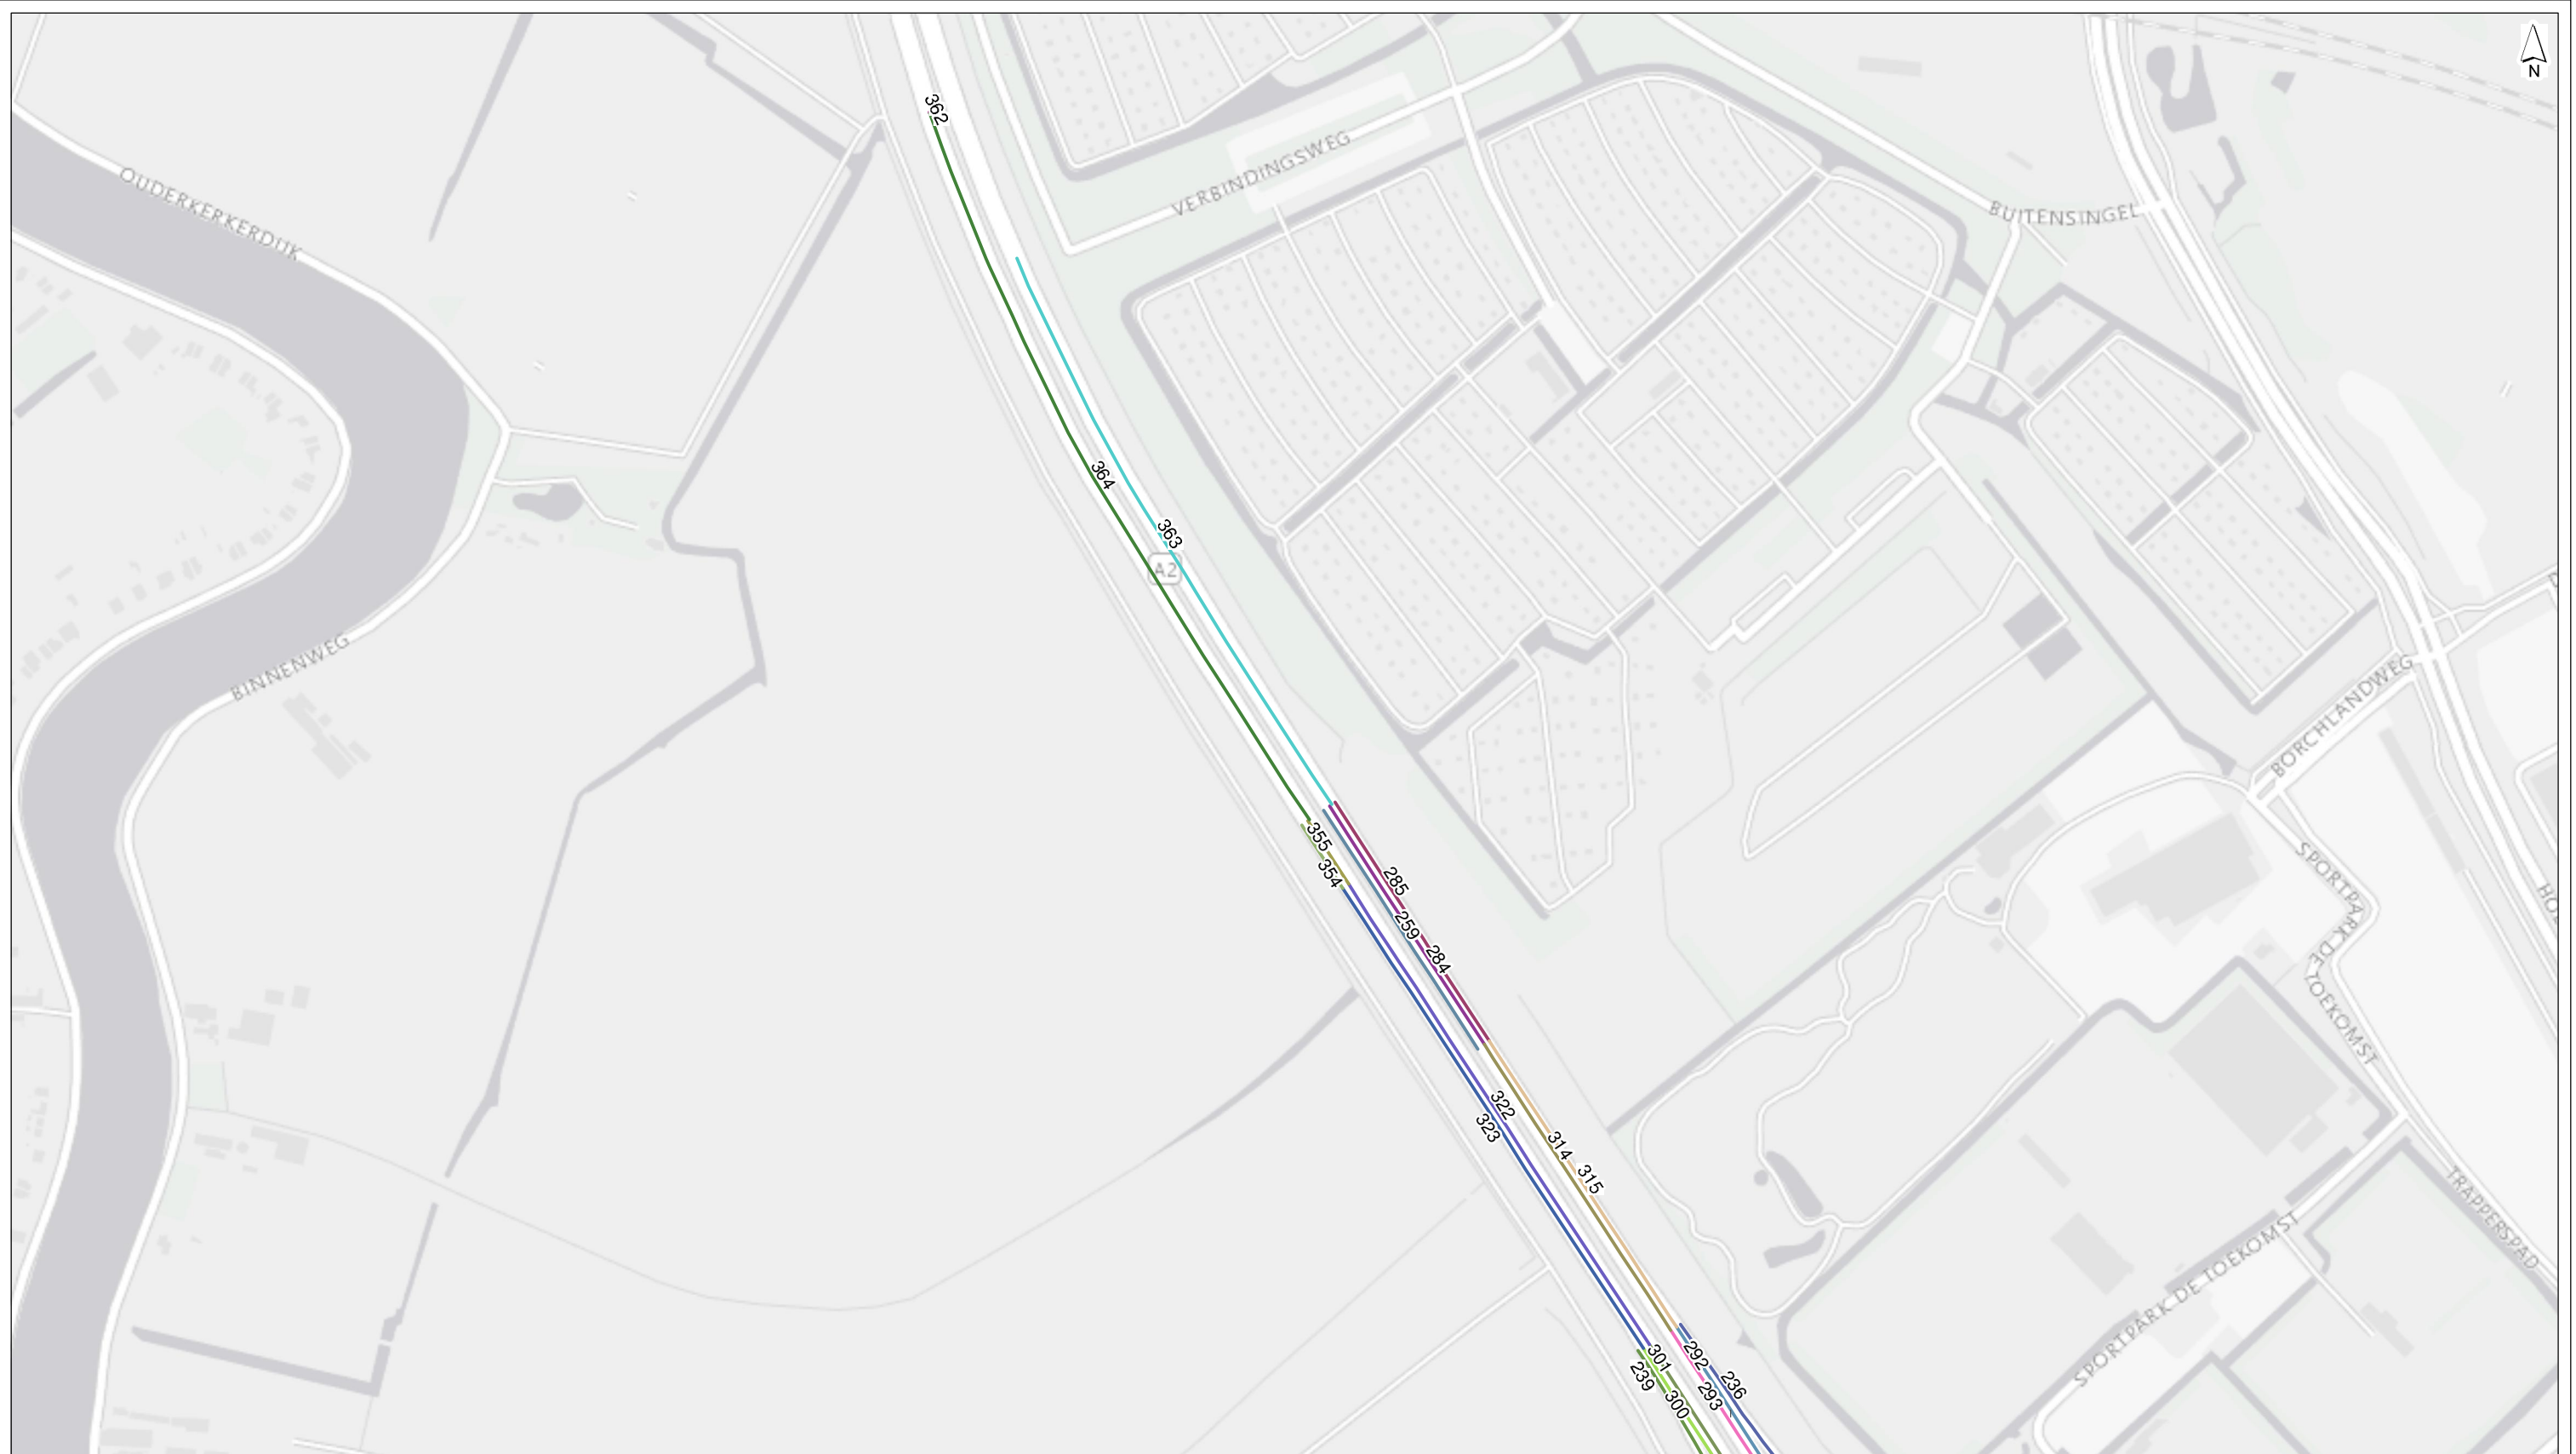 N
362
OUDERKERKERDIJK
VERBINDINGSWEG
BUITENSINGEL
364
363
A2
BINNENWEG
BORCHLANDWEG
355
354
285
259
284
SPORTPARK DE TOEKOMST
322
323
314
315
TRAPPERSPAD
SPORTPARK DE TOEKOMST
301
239
300
292
293
236